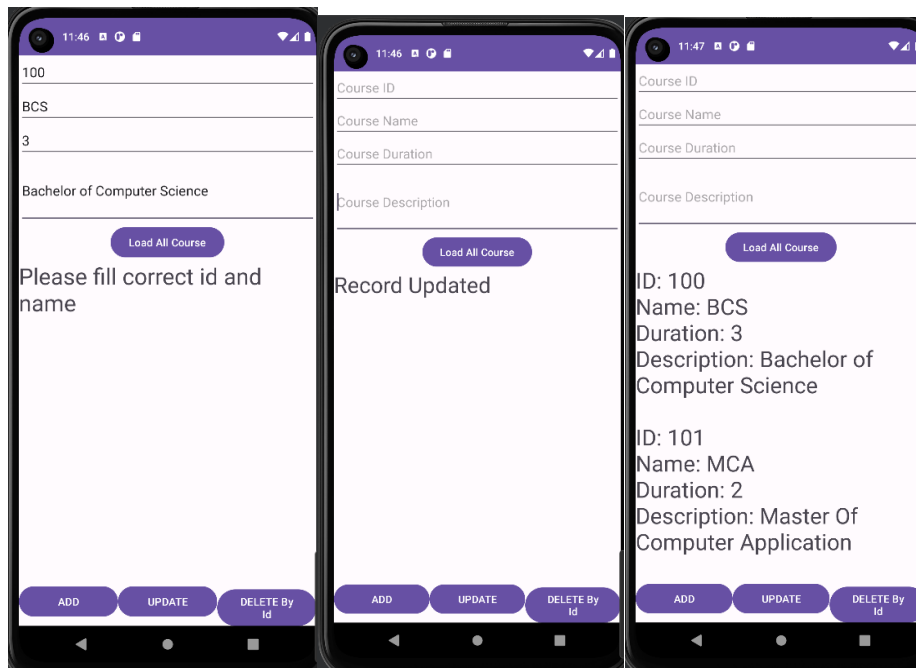 11:46
100
BCS
3
Bachelor of Computer Science
Load All Course
Please fill correct id and
name
ADD
UPDATE
DELETE By
Id
11:46
Course ID
Course Name
Course Duration
Course Description
Load All Course
Record Updated
ADD
UPDATE
DELETE By
Id
11:47
Course ID
Course Name
Course Duration
Course Description
Load All Course
ID: 100
Name: BCS
Duration: 3
Description: Bachelor of
Computer Science
ID: 101
Name: MCA
Duration: 2
Description: Master Of
Computer Application
ADD
UPDATE
DELETE By
Id